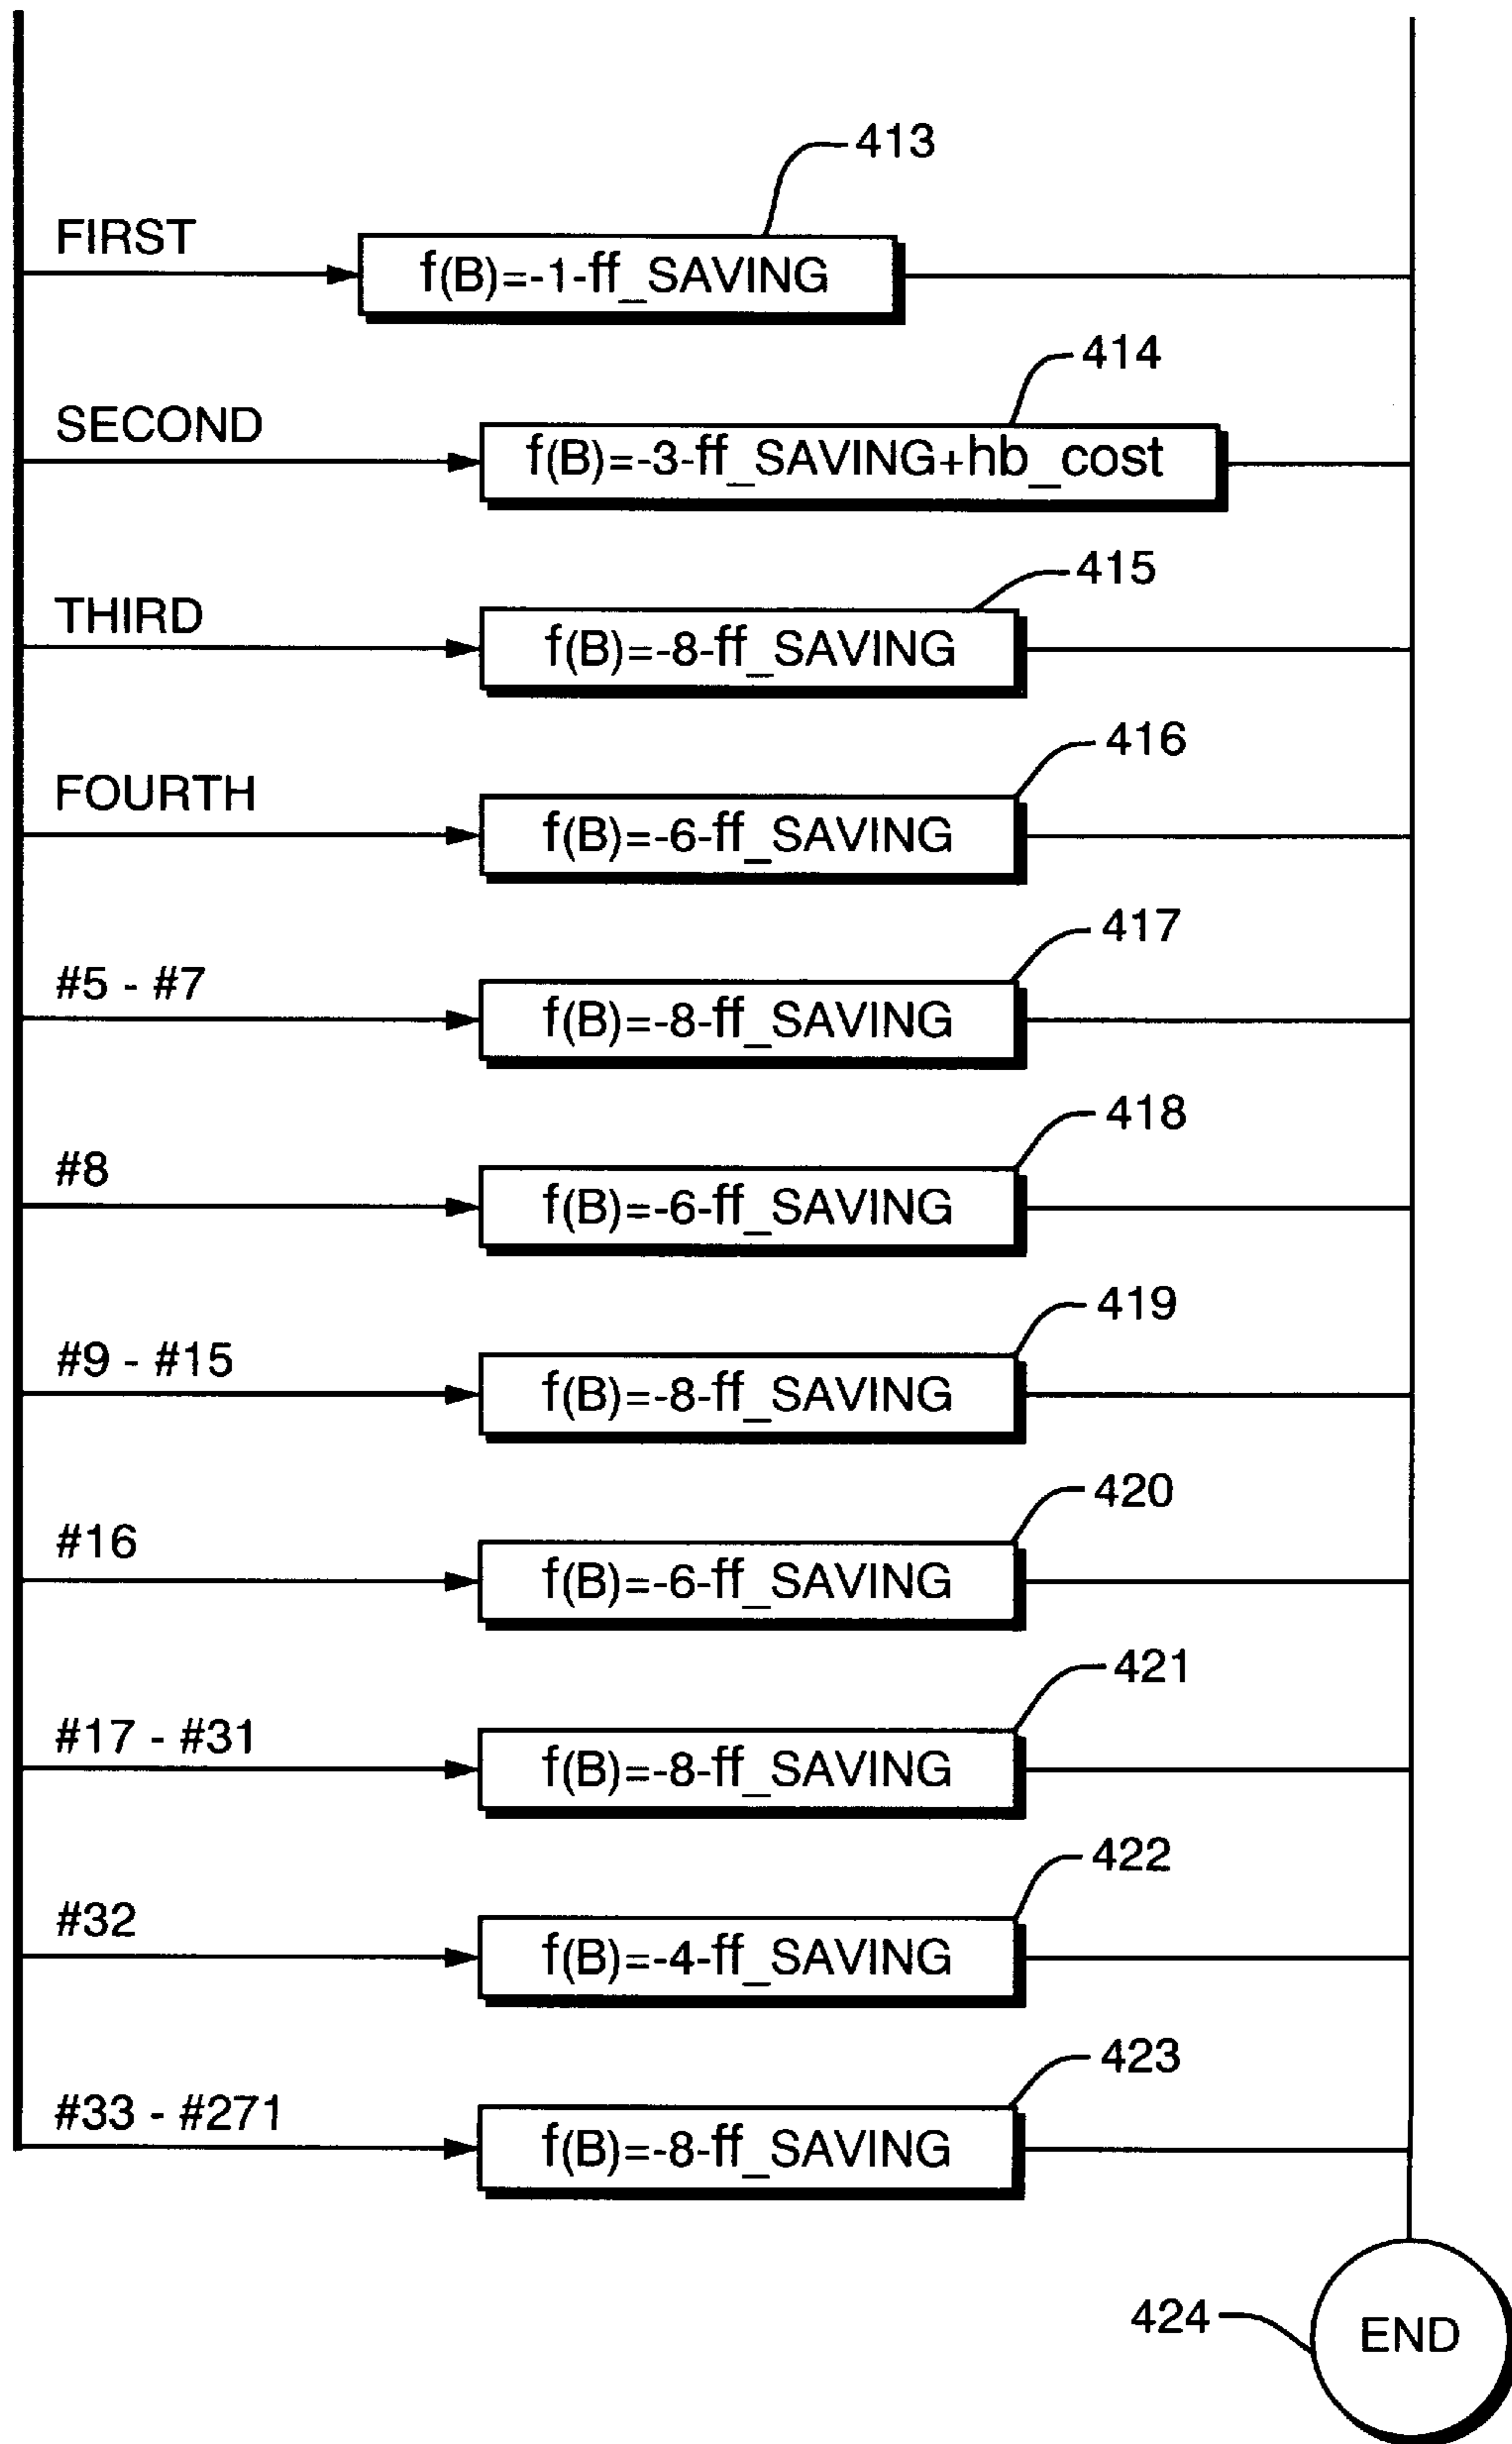 413
FIRST
f(B)=-1-ff_SAVING
414
SECOND
f(B)=-3-ff_SAVING+hb_cost
415
THIRD
f(B)=-8-ff_SAVING
416
FOURTH
f(B)=-6-ff_SAVING
417
#5 - #7
f(B)=-8-ff_SAVING
418
#8
f(B)=-6-ff_SAVING
419
#9 - #15
f(B)=-8-ff_SAVING
420
#16
f(B)=-6-ff_SAVING
421
#17 - #31
f(B)=-8-ff_SAVING
422
#32
f(B)=-4-ff_SAVING
423
#33 - #271
f(B)=-8-ff_SAVING
424
END